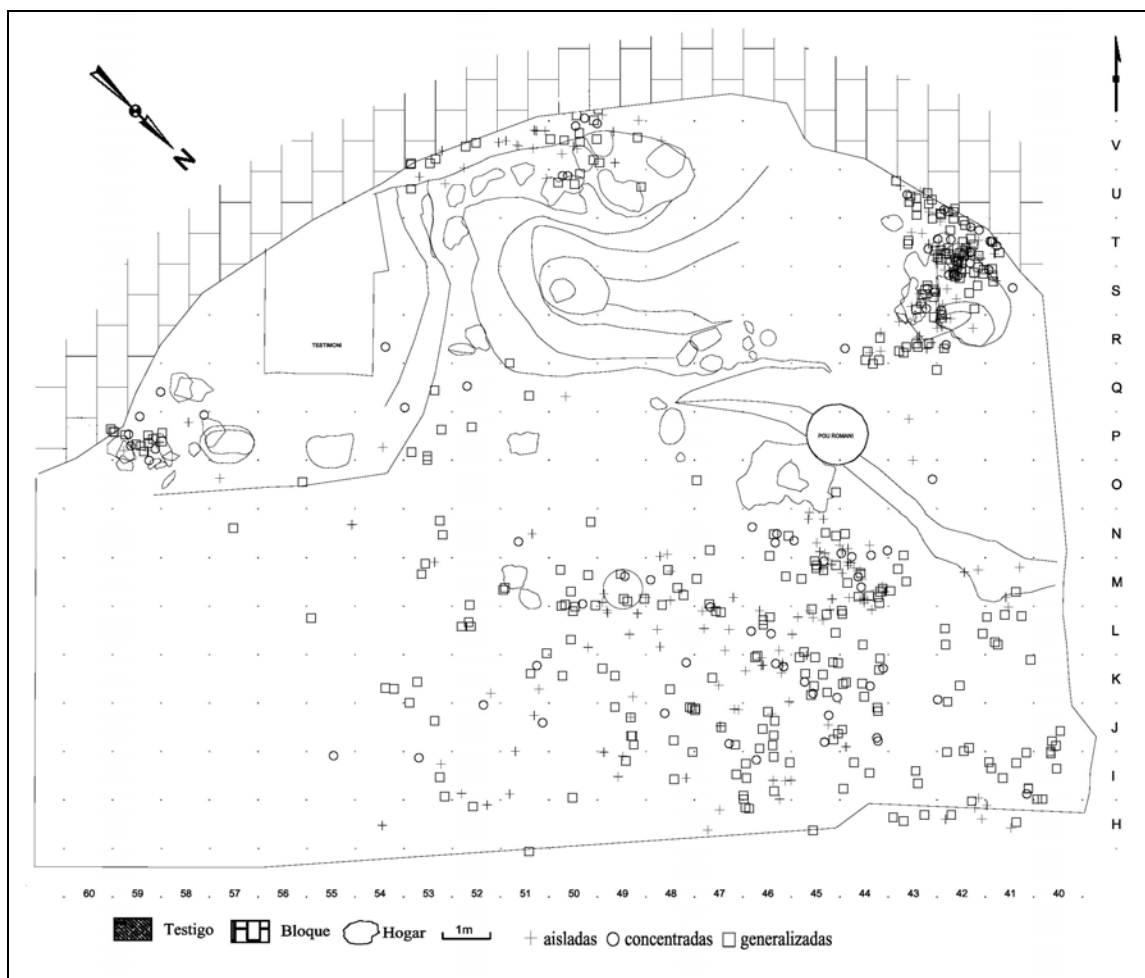 N
V
U
T
S
R
Q
P
O
N
M
L
K
J
I
H
TESTIMONI
POU ROMANI
60 59 58 57 56 55 54 53 52 51 50 49 48 47 46 45 44 43 42 41 40
Testigo Bloque Hogar 1m aisladas concentradas generalizadas